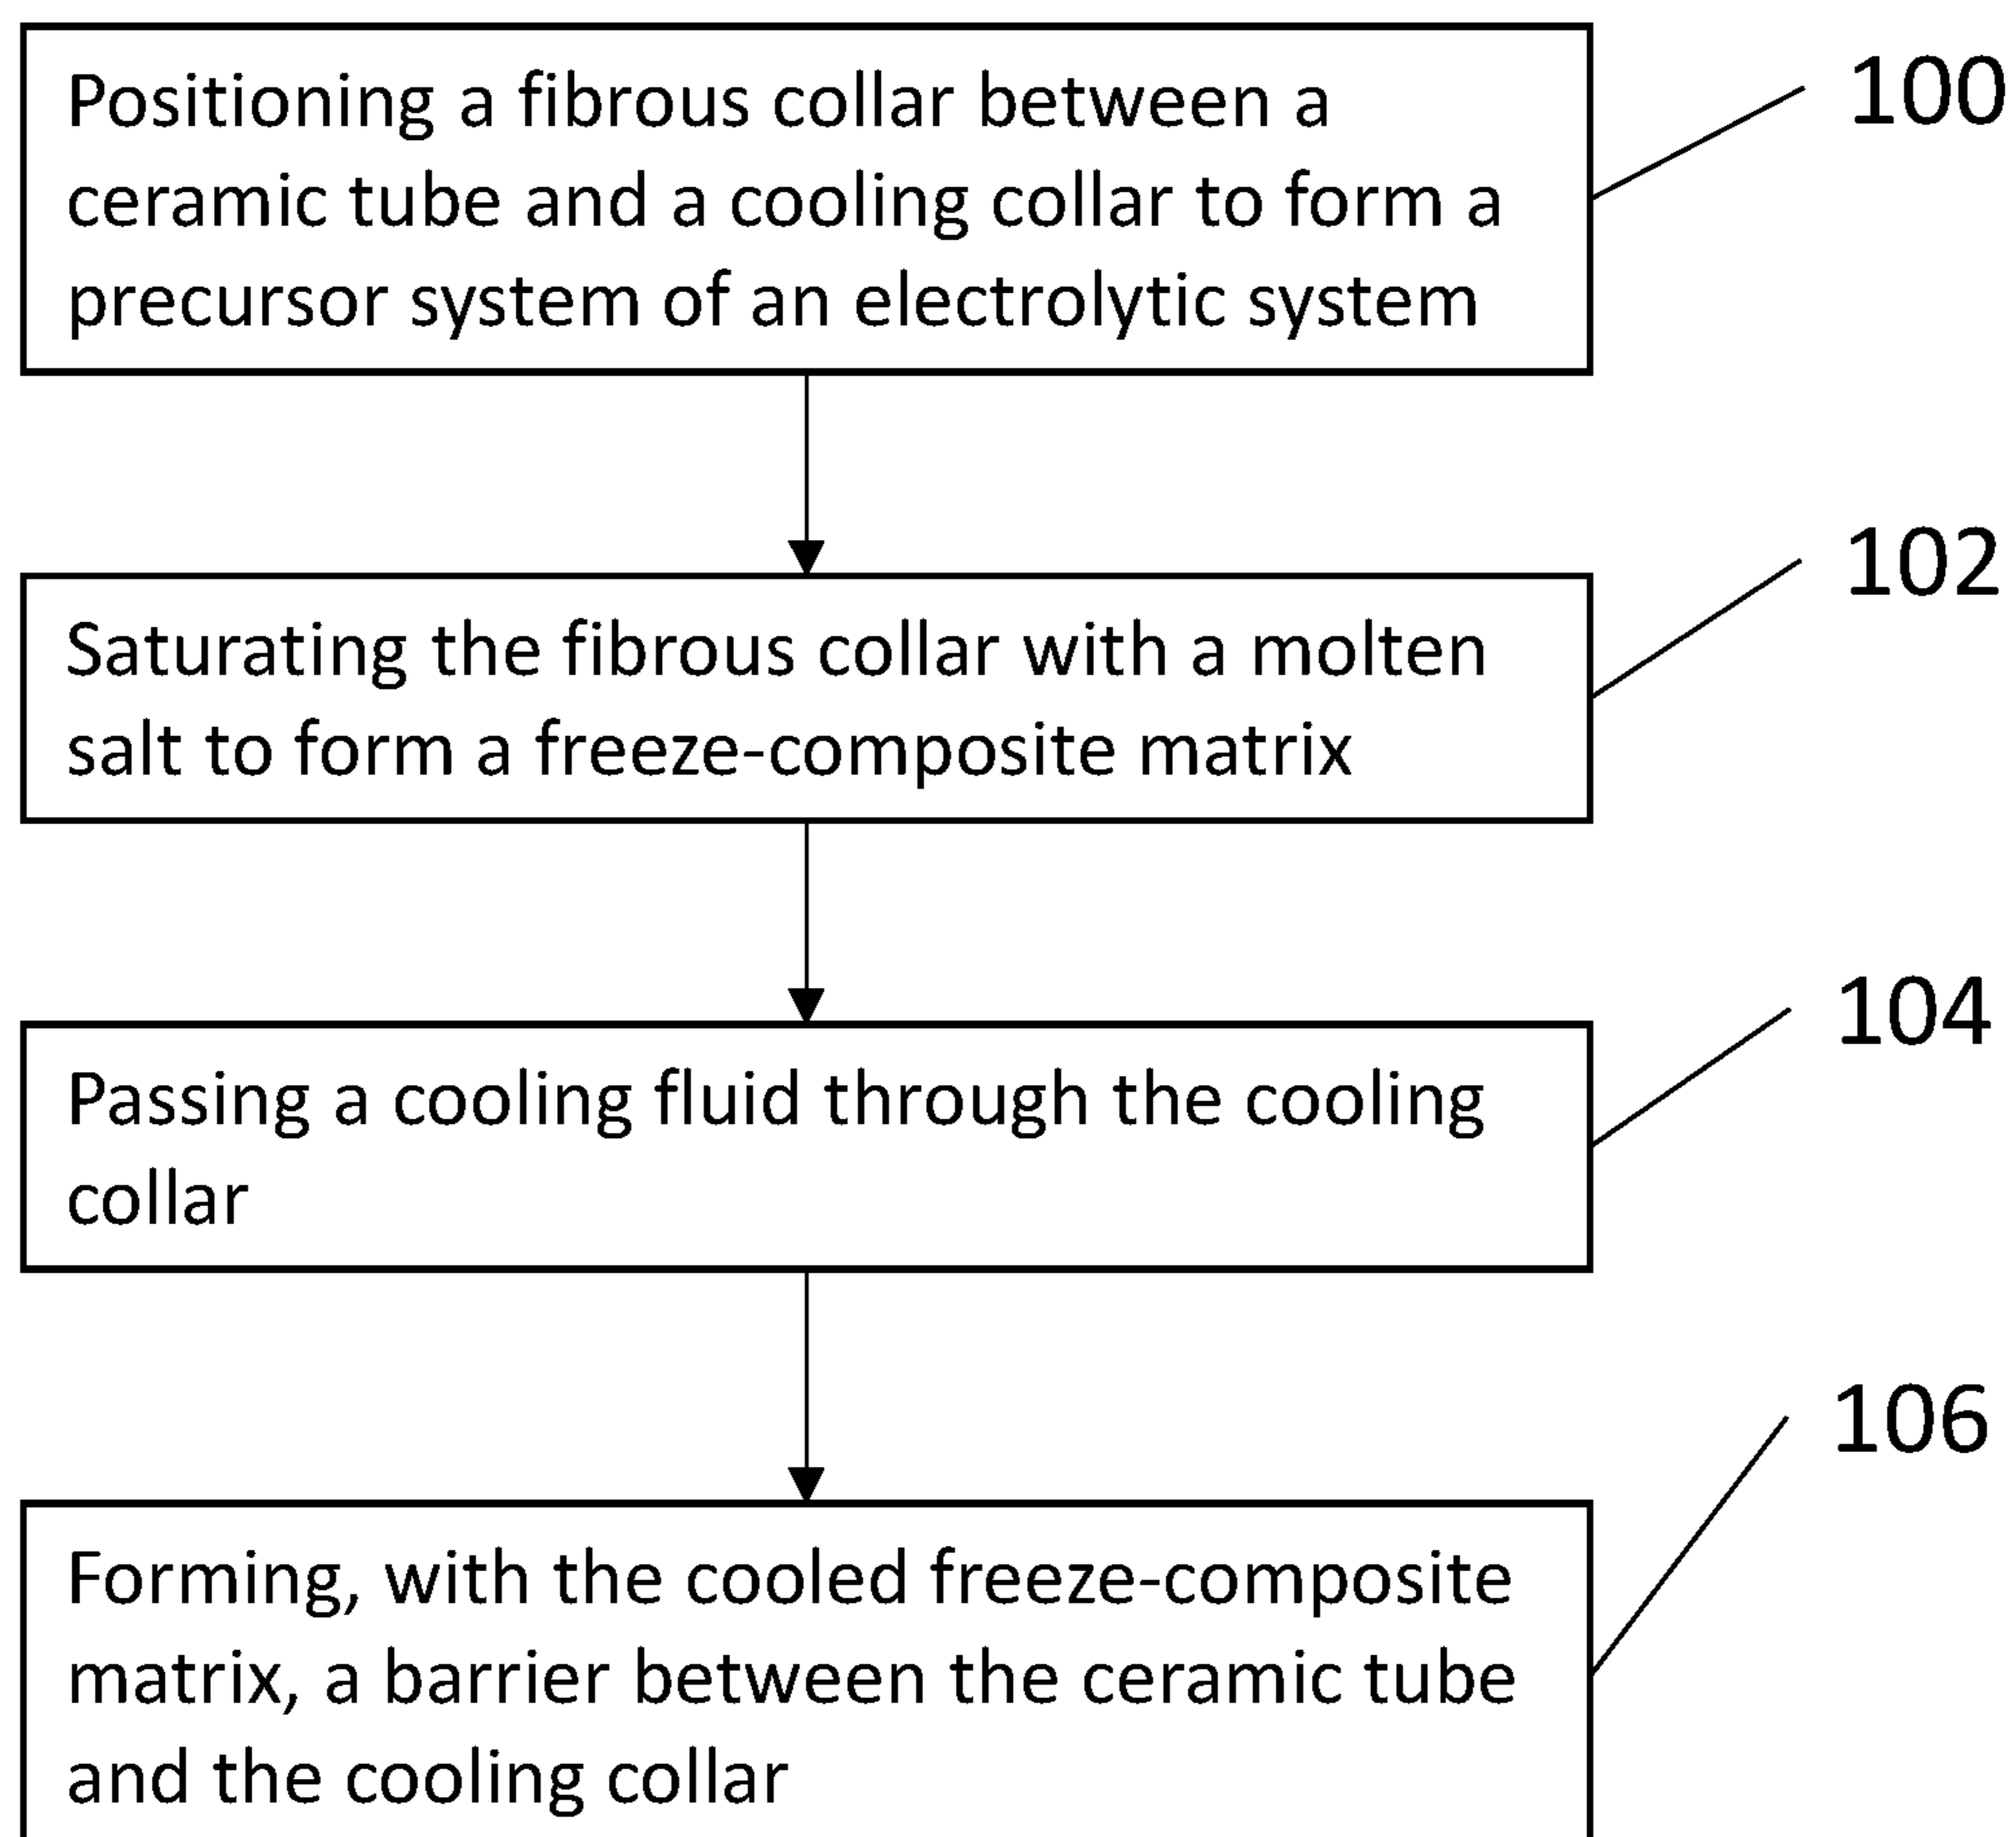 Positioning a fibrous collar between a
ceramic tube and a cooling collar to form a
precursor system of an electrolytic system
100
Saturating the fibrous collar with a molten
salt to form a freeze-composite matrix
102
Passing a cooling fluid through the cooling
collar
104
Forming, with the cooled freeze-composite
matrix, a barrier between the ceramic tube
and the cooling collar
106